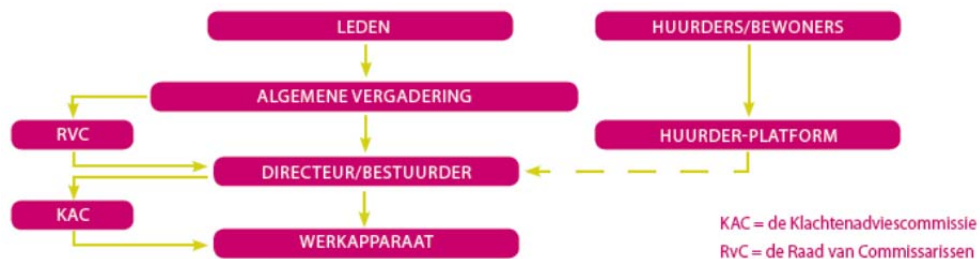 LEDEN
HUURDERS/BEWONERS
ALGEMENE VERGADERING
RVC
HUURDER-PLATFORM
DIRECTEUR/BESTUURDER
KAC
WERKAPPARAAT
KAC = de Klachtenadviescommissie
RvC = de Raad van Commissarissen